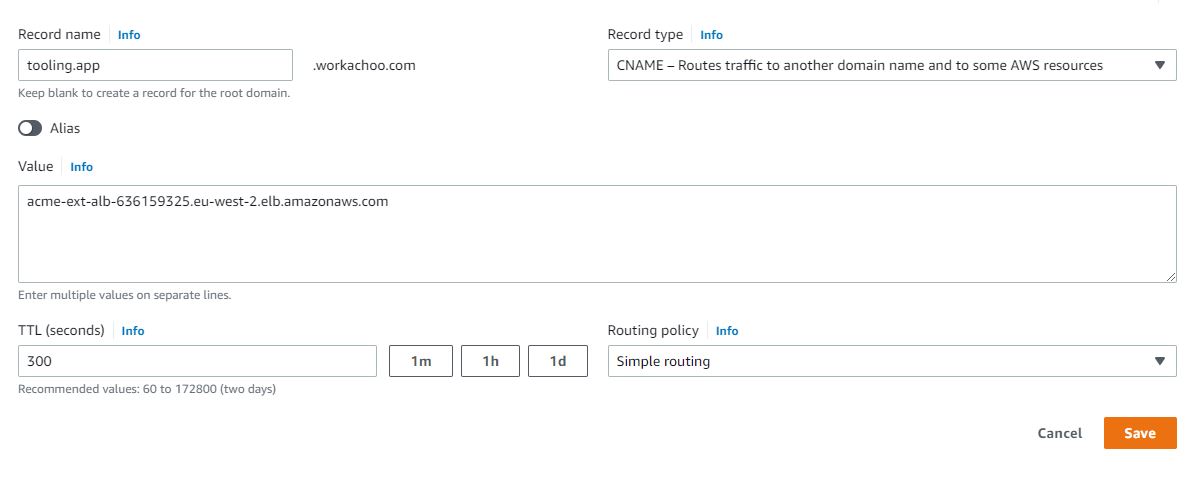 Record name Info
Record type Info
tooling.app .workachoo.com
CNAME – Routes traffic to another domain name and to some AWS resources
Keep blank to create a record for the root domain.
Alias
Value Info
acme-ext-alb-636159325.eu-west-2.elb.amazonaws.com
Enter multiple values on separate lines.
TTL (seconds) Info
Routing policy Info
300 1m 1h 1d
Simple routing
Recommended values: 60 to 172800 (two days)
Cancel Save